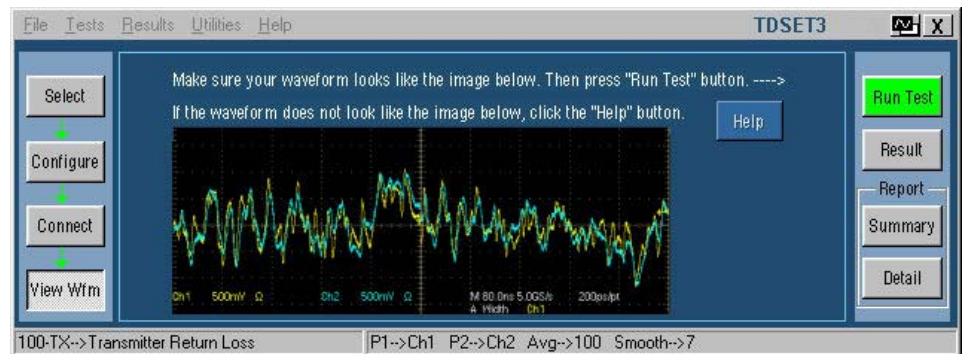 File Tests Results Utilities Help TDSET3 X
Make sure your waveform looks like the image below. Then press "Run Test" button. ---->
If the waveform does not look like the image below, click the "Help" button.
Help
Select
Configure
Connect
View Wfm
Ch1 500mV Ω Ch2 500mV Ω M 80.0ns 5.0GS/s 200ps/pt
A Width Ch1
Run Test
Result
Report
Summary
Detail
100-TX-->Transmitter Return Loss P1-->Ch1 P2-->Ch2 Avg-->100 Smooth-->7